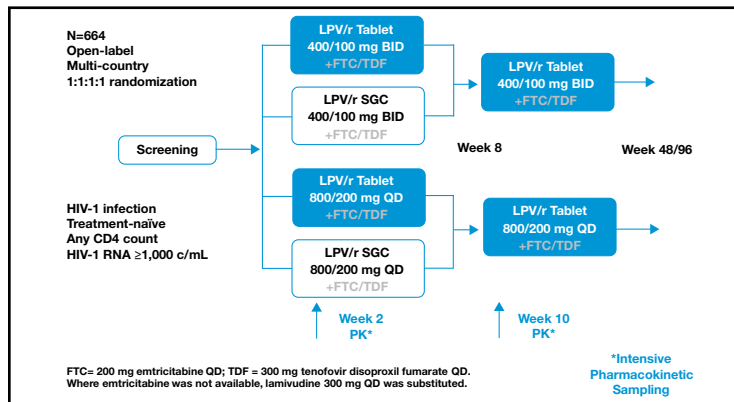 N=664
Open-label
Multi-country
1:1:1:1 randomization
Screening
HIV-1 infection
Treatment-naïve
Any CD4 count
HIV-1 RNA ≥1,000 c/mL
LPV/r Tablet
400/100 mg BID
+FTC/TDF
LPV/r SGC
400/100 mg BID
+FTC/TDF
LPV/r Tablet
800/200 mg QD
+FTC/TDF
LPV/r SGC
800/200 mg QD
+FTC/TDF
Week 2
PK*
Week 8
LPV/r Tablet
400/100 mg BID
+FTC/TDF
LPV/r Tablet
800/200 mg QD
+FTC/TDF
Week 10
PK*
Week 48/96
*Intensive
Pharmacokinetic
Sampling
FTC= 200 mg emtricitabine QD; TDF = 300 mg tenofovir disoproxil fumarate QD.
Where emtricitabine was not available, lamivudine 300 mg QD was substituted.